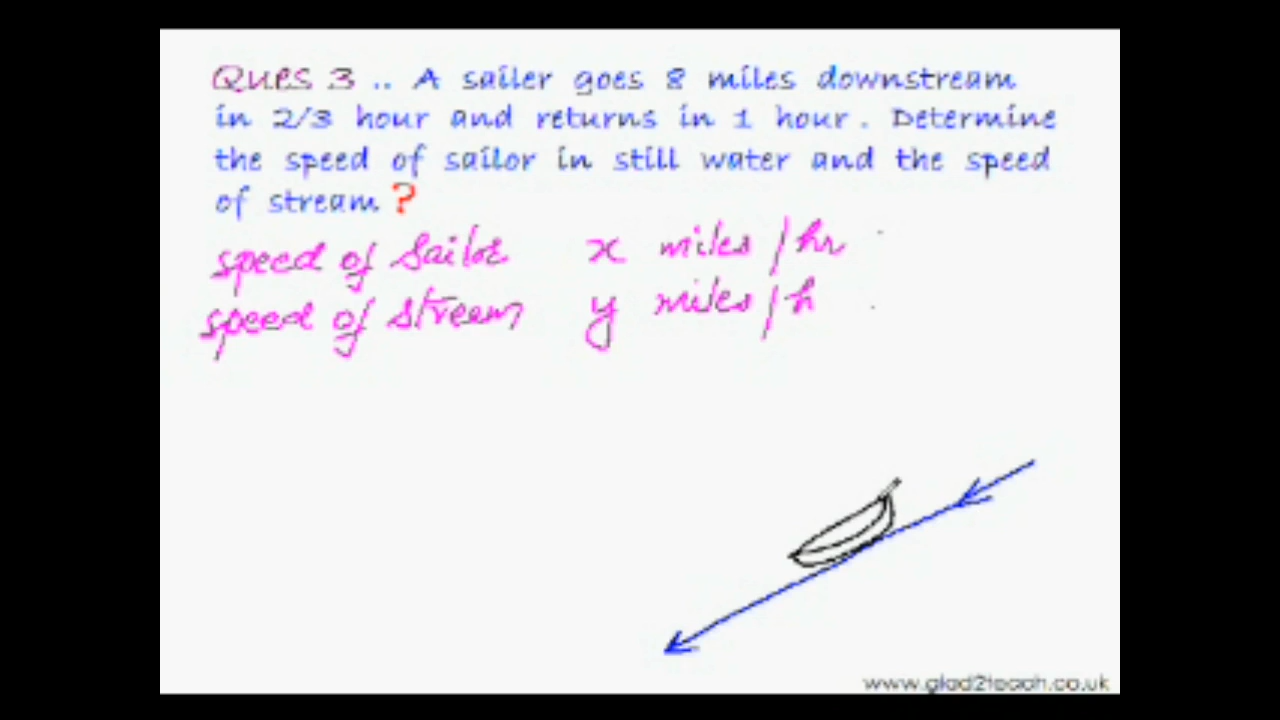 QUES 3 .. A sailer goes 8 miles downstream
in 2/3 hour and returns in 1 hour . Determine
the speed of sailor in still water and the speed
of stream ?
speed of Sailor x miles / hr
speed of stream y miles / h
www.glad2teach.co.uk